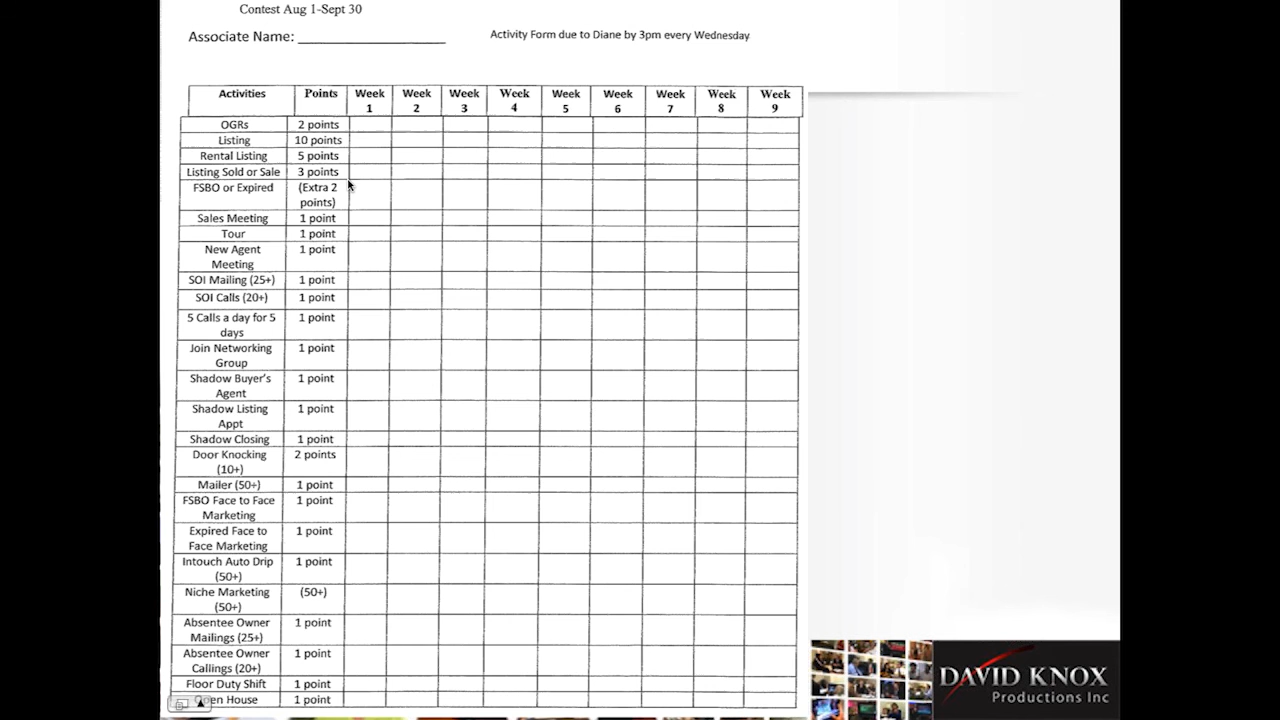 Contest Aug 1-Sept 30
Associate Name: ____________________
Activity Form due to Diane by 3pm every Wednesday
Activities Points Week 1 Week 2 Week 3 Week 4 Week 5 Week 6 Week 7 Week 8 Week 9
OGRs 2 points
Listing 10 points
Rental Listing 5 points
Listing Sold or Sale 3 points
FSBO or Expired (Extra 2 points)
Sales Meeting 1 point
Tour 1 point
New Agent Meeting 1 point
SOI Mailing (25+) 1 point
SOI Calls (20+) 1 point
5 Calls a day for 5 days 1 point
Join Networking Group 1 point
Shadow Buyer's Agent 1 point
Shadow Listing Appt 1 point
Shadow Closing 1 point
Door Knocking (10+) 2 points
Mailer (50+) 1 point
FSBO Face to Face Marketing 1 point
Expired Face to Face Marketing 1 point
Intouch Auto Drip (50+) 1 point
Niche Marketing (50+) (50+)
Absentee Owner Mailings (25+) 1 point
Absentee Owner Callings (20+) 1 point
Floor Duty Shift 1 point
House 1 point
DAVID KNOX
Productions Inc